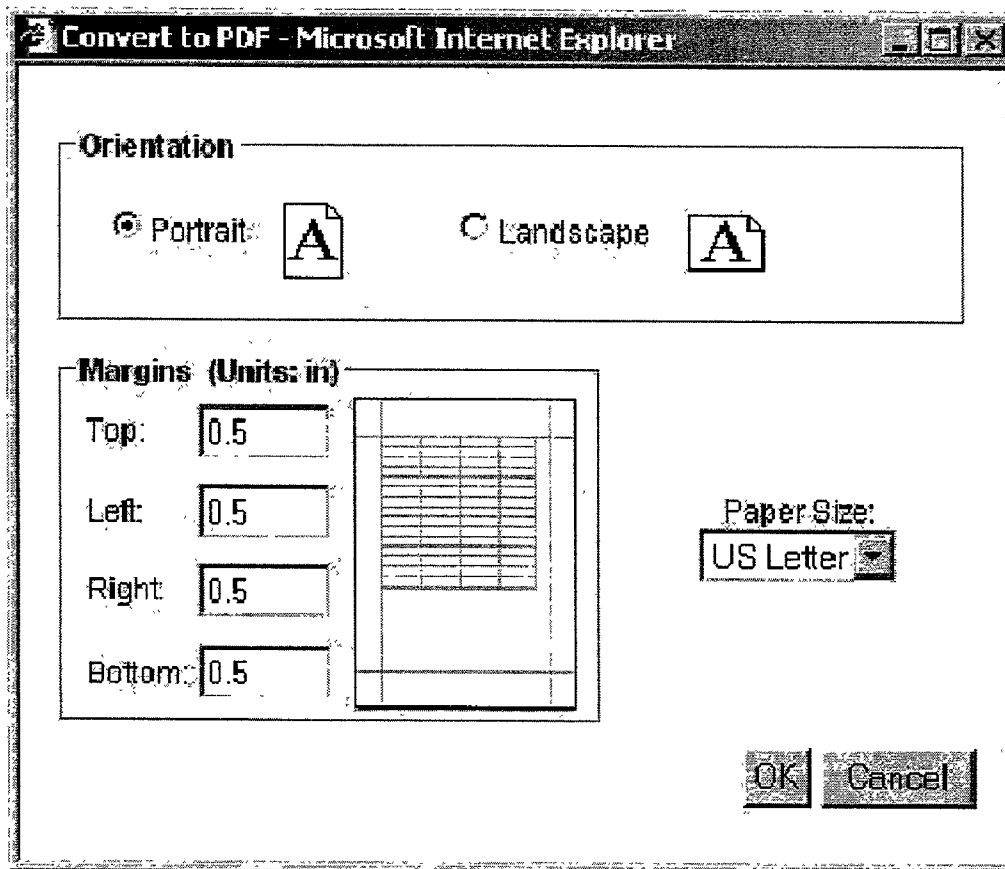 Convert to PDF - Microsoft Internet Explorer
Orientation
Portrait A Landscape A
Margins (Units: in)
Top: 0.5
Left: 0.5
Right: 0.5
Bottom: 0.5
Paper Size:
US Letter
OK Cancel